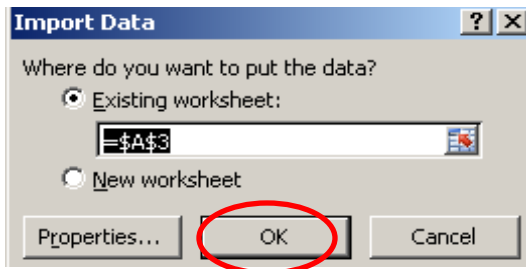 Import Data ? X
Where do you want to put the data?
Existing worksheet:
=$A$3
New worksheet
Properties... OK Cancel